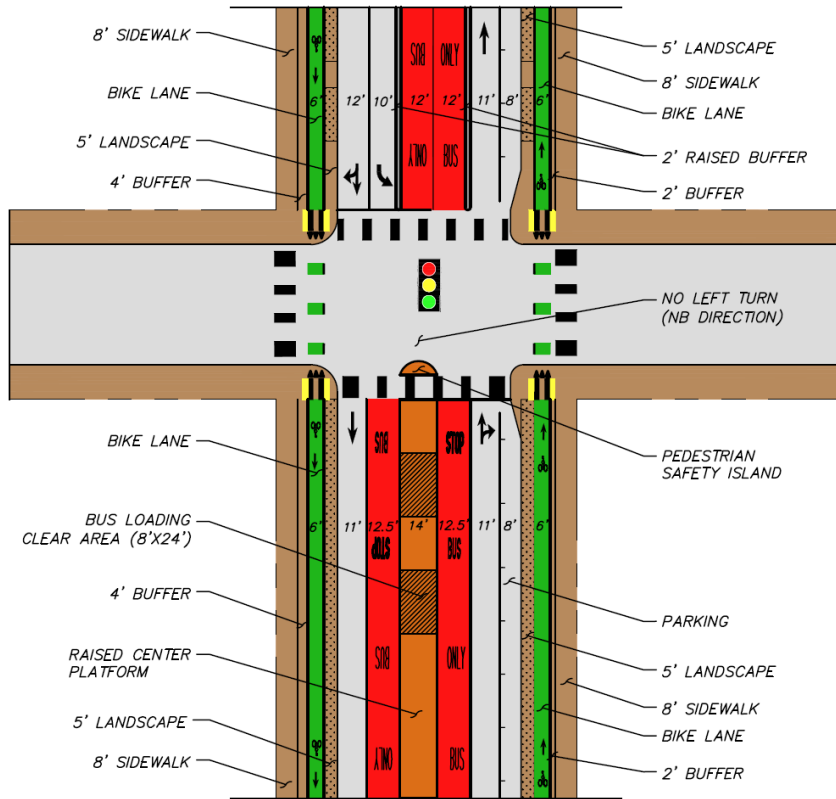 8' SIDEWALK
BIKE LANE
5' LANDSCAPE
4' BUFFER
5' LANDSCAPE
8' SIDEWALK
BIKE LANE
2' RAISED BUFFER
2' BUFFER
BUS
ONLY
6'
12'
10'
12'
12'
11'
8'
6'
ONLY
BUS
NO LEFT TURN
(NB DIRECTION)
BIKE LANE
BUS LOADING
CLEAR AREA (8'X24')
4' BUFFER
RAISED CENTER
PLATFORM
5' LANDSCAPE
8' SIDEWALK
BUS
STOP
6'
11'
12.5'
14'
12.5'
11'
8'
6'
STOP
BUS
BUS
ONLY
ONLY
BUS
PEDESTRIAN
SAFETY ISLAND
PARKING
5' LANDSCAPE
8' SIDEWALK
BIKE LANE
2' BUFFER